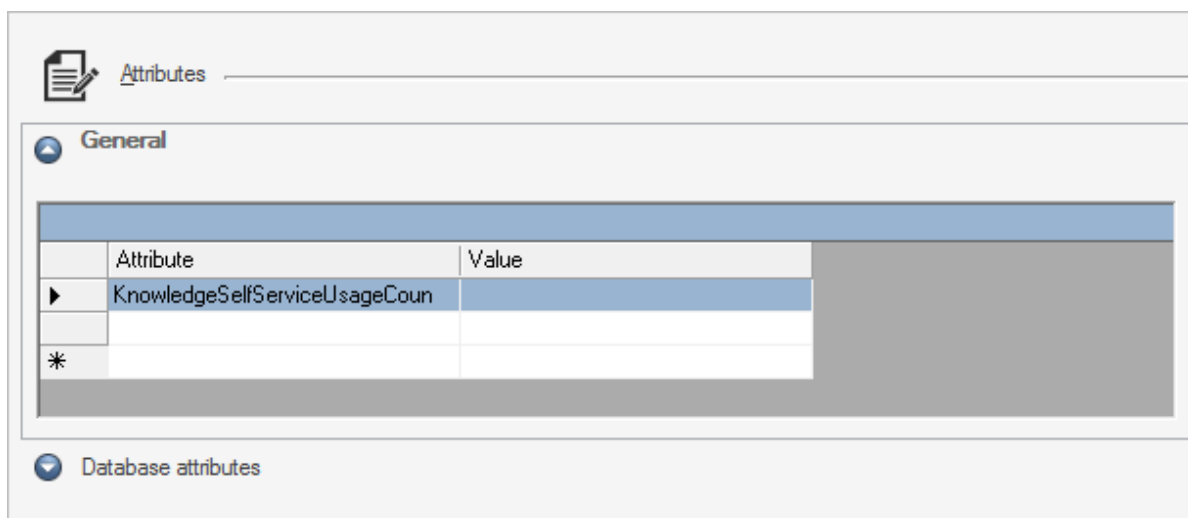 Attributes
General
Attribute Value
KnowledgeSelfServiceUsageCoun
Database attributes